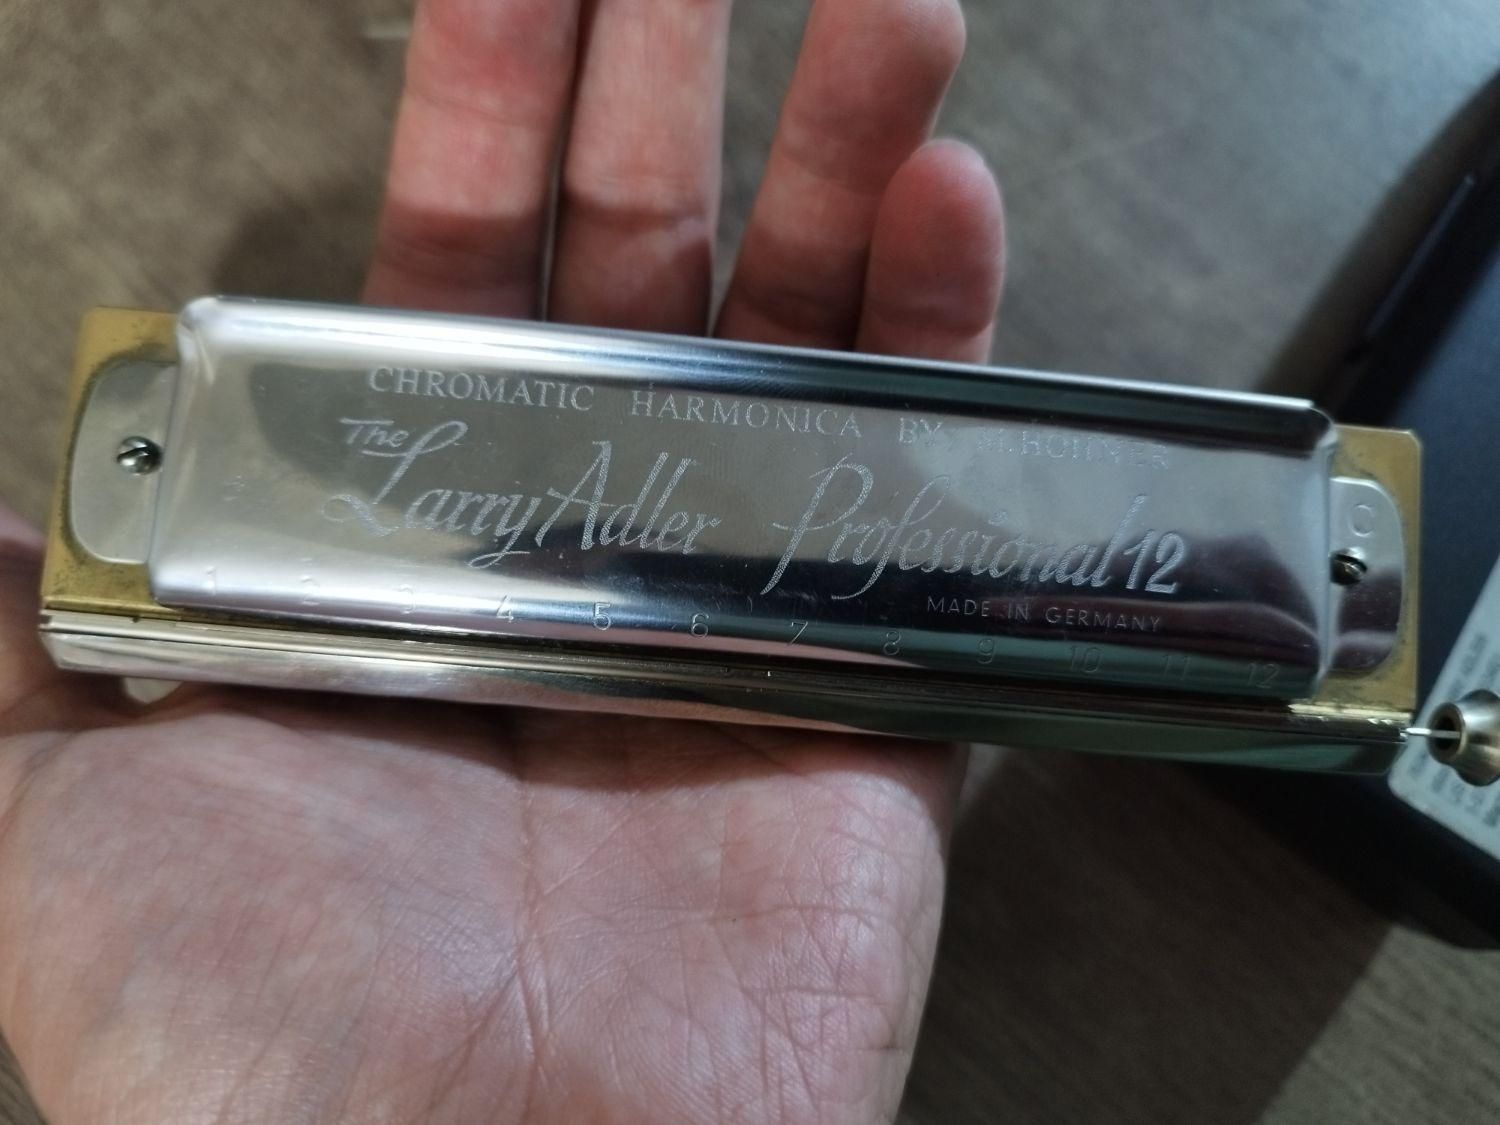 CHROMATIC HARMONICA BY M. HOHNER
The
Larry Adler Professional 12
MADE IN GERMANY
C
1 2 3 4 5 6 7 8 9 10 11 12